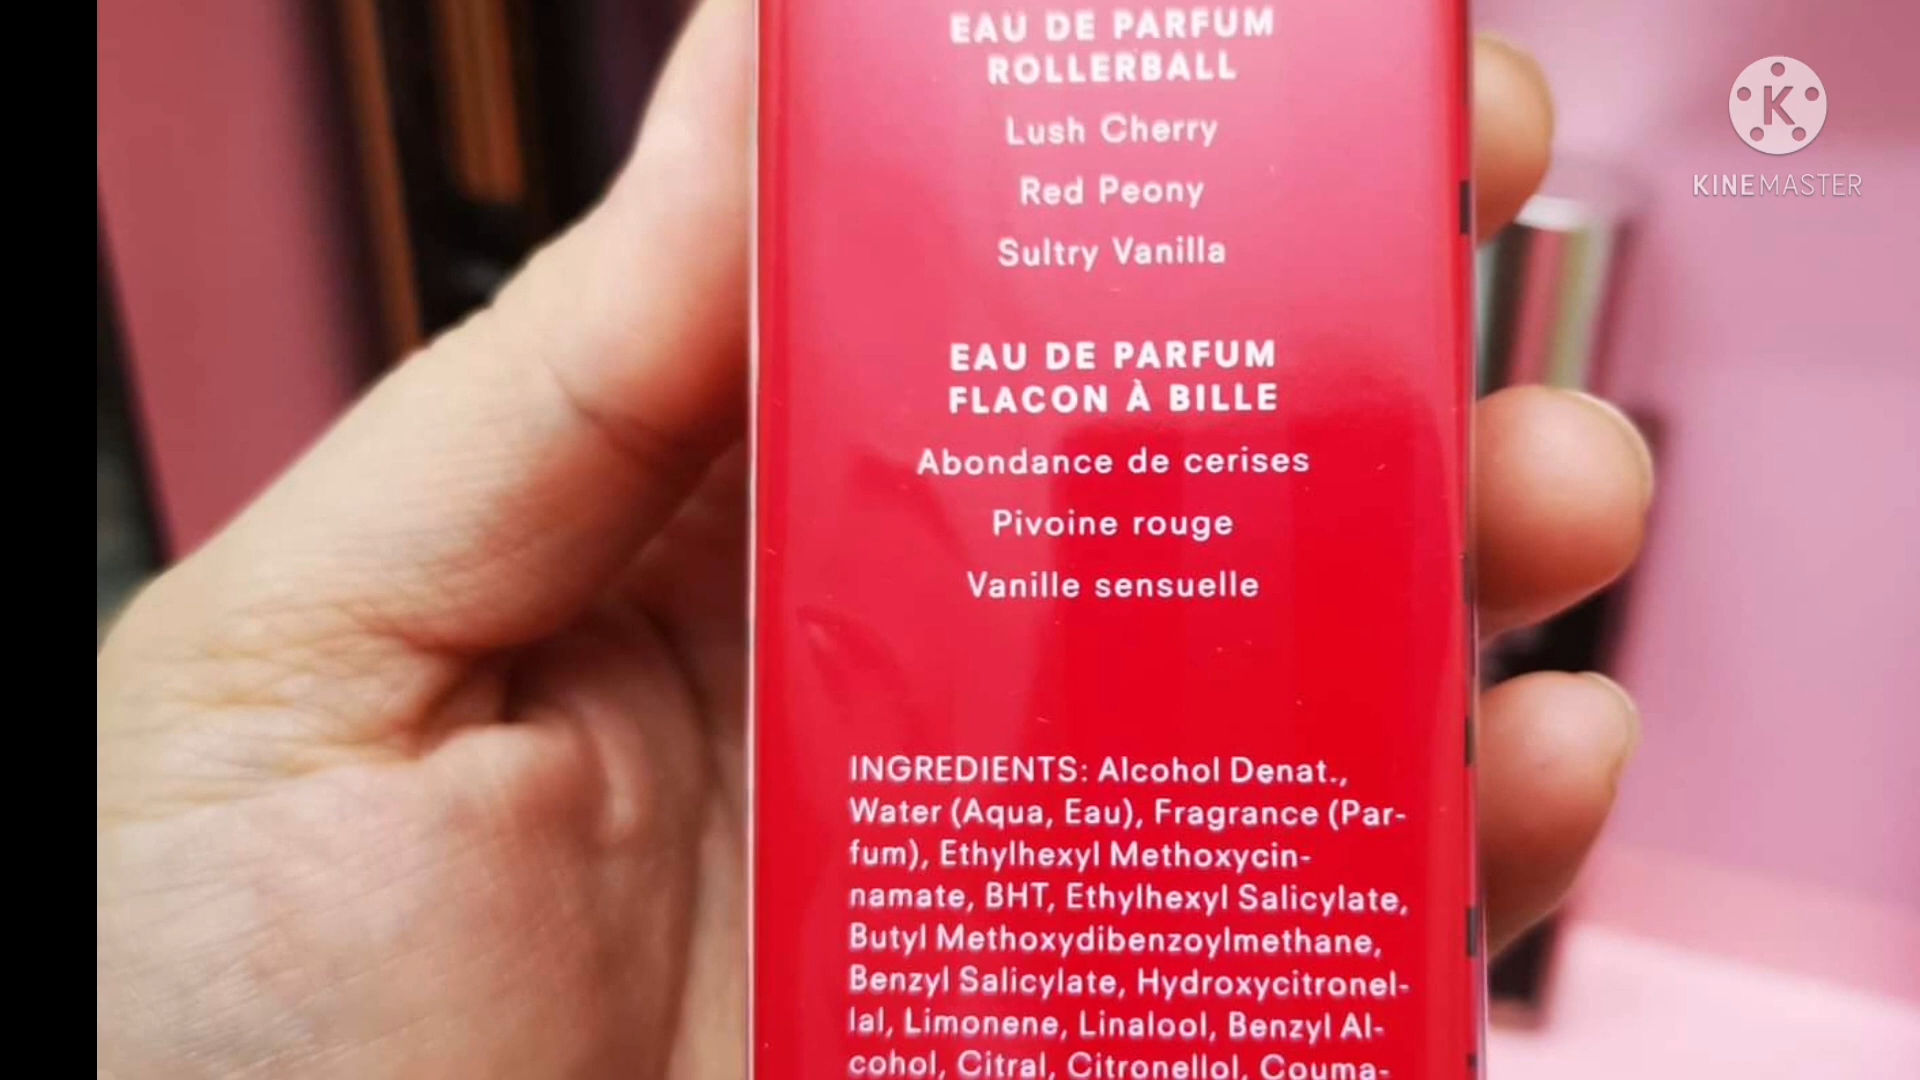 EAU DE PARFUM
ROLLERBALL
Lush Cherry
Red Peony
Sultry Vanilla
EAU DE PARFUM
FLACON À BILLE
Abondance de cerises
Pivoine rouge
Vanille sensuelle
INGREDIENTS: Alcohol Denat.,
Water (Aqua, Eau), Fragrance (Par-
fum), Ethylhexyl Methoxycin-
namate, BHT, Ethylhexyl Salicylate,
Butyl Methoxydibenzoylmethane,
Benzyl Salicylate, Hydroxycitronel-
lal, Limonene, Linalool, Benzyl Al-
cohol, Citral, Citronellol, Couma-
K
KINEMASTER